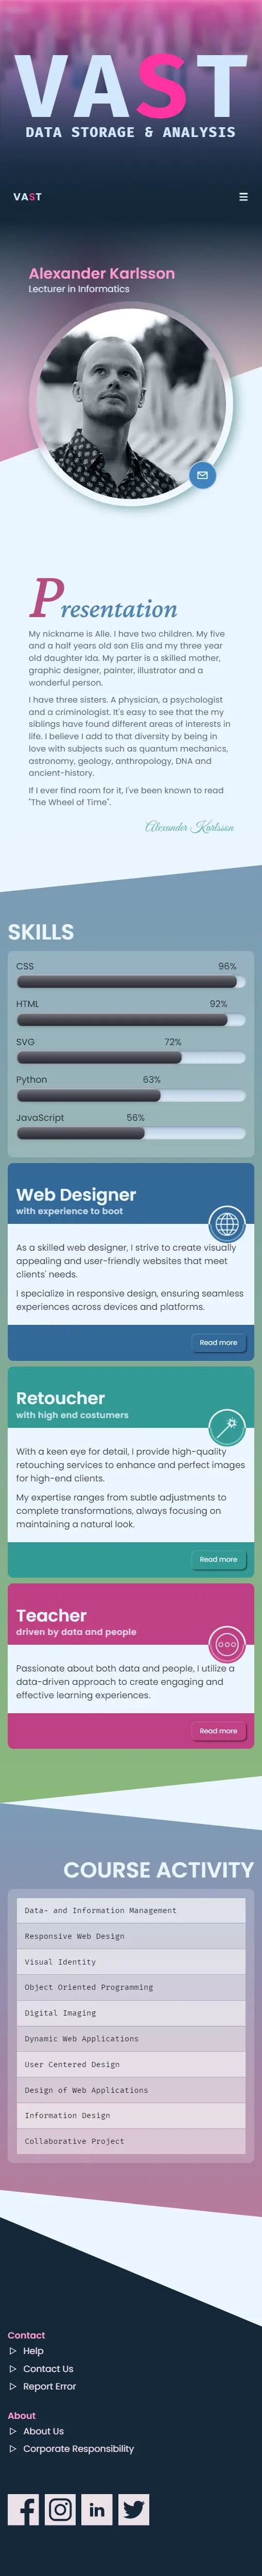 VAST
DATA STORAGE & ANALYSIS
VAST
Alexander Karlsson
Lecturer in Informatics
Presentation
My nickname is Alle. I have two children. My five
and a half years old son Elis and my three year
old daughter Ida. My parter is a skilled mother,
graphic designer, painter, illustrator and a
wonderful person.
I have three sisters. A physician, a psychologist
and a criminologist. It's easy to see that the my
siblings have found different areas of interests in
life. I believe I add to that diversity by being in
love with subjects such as quantum mechanics,
astronomy, geology, anthropology, DNA and
ancient-history.
If I ever find room for it, I've been known to read
"The Wheel of Time".
Alexander Karlsson
SKILLS
CSS 96%
HTML 92%
SVG 72%
Python 63%
JavaScript 56%
Web Designer
with experience to boot
As a skilled web designer, I strive to create visually
appealing and user-friendly websites that meet
clients' needs.
I specialize in responsive design, ensuring seamless
experiences across devices and platforms.
Read more
Retoucher
with high end costumers
With a keen eye for detail, I provide high-quality
retouching services to enhance and perfect images
for high-end clients.
My expertise ranges from subtle adjustments to
complete transformations, always focusing on
maintaining a natural look.
Read more
Teacher
driven by data and people
Passionate about both data and people, I utilize a
data-driven approach to create engaging and
effective learning experiences.
Read more
COURSE ACTIVITY
Data- and Information Management
Responsive Web Design
Visual Identity
Object Oriented Programming
Digital Imaging
Dynamic Web Applications
User Centered Design
Design of Web Applications
Information Design
Collaborative Project
Contact
Help
Contact Us
Report Error
About
About Us
Corporate Responsibility